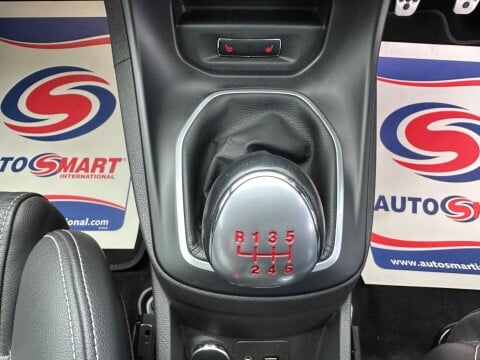 R 1 3 5
2 4 6
AUTOSMART
INTERNATIONAL
AUTOS
www.autosmarti